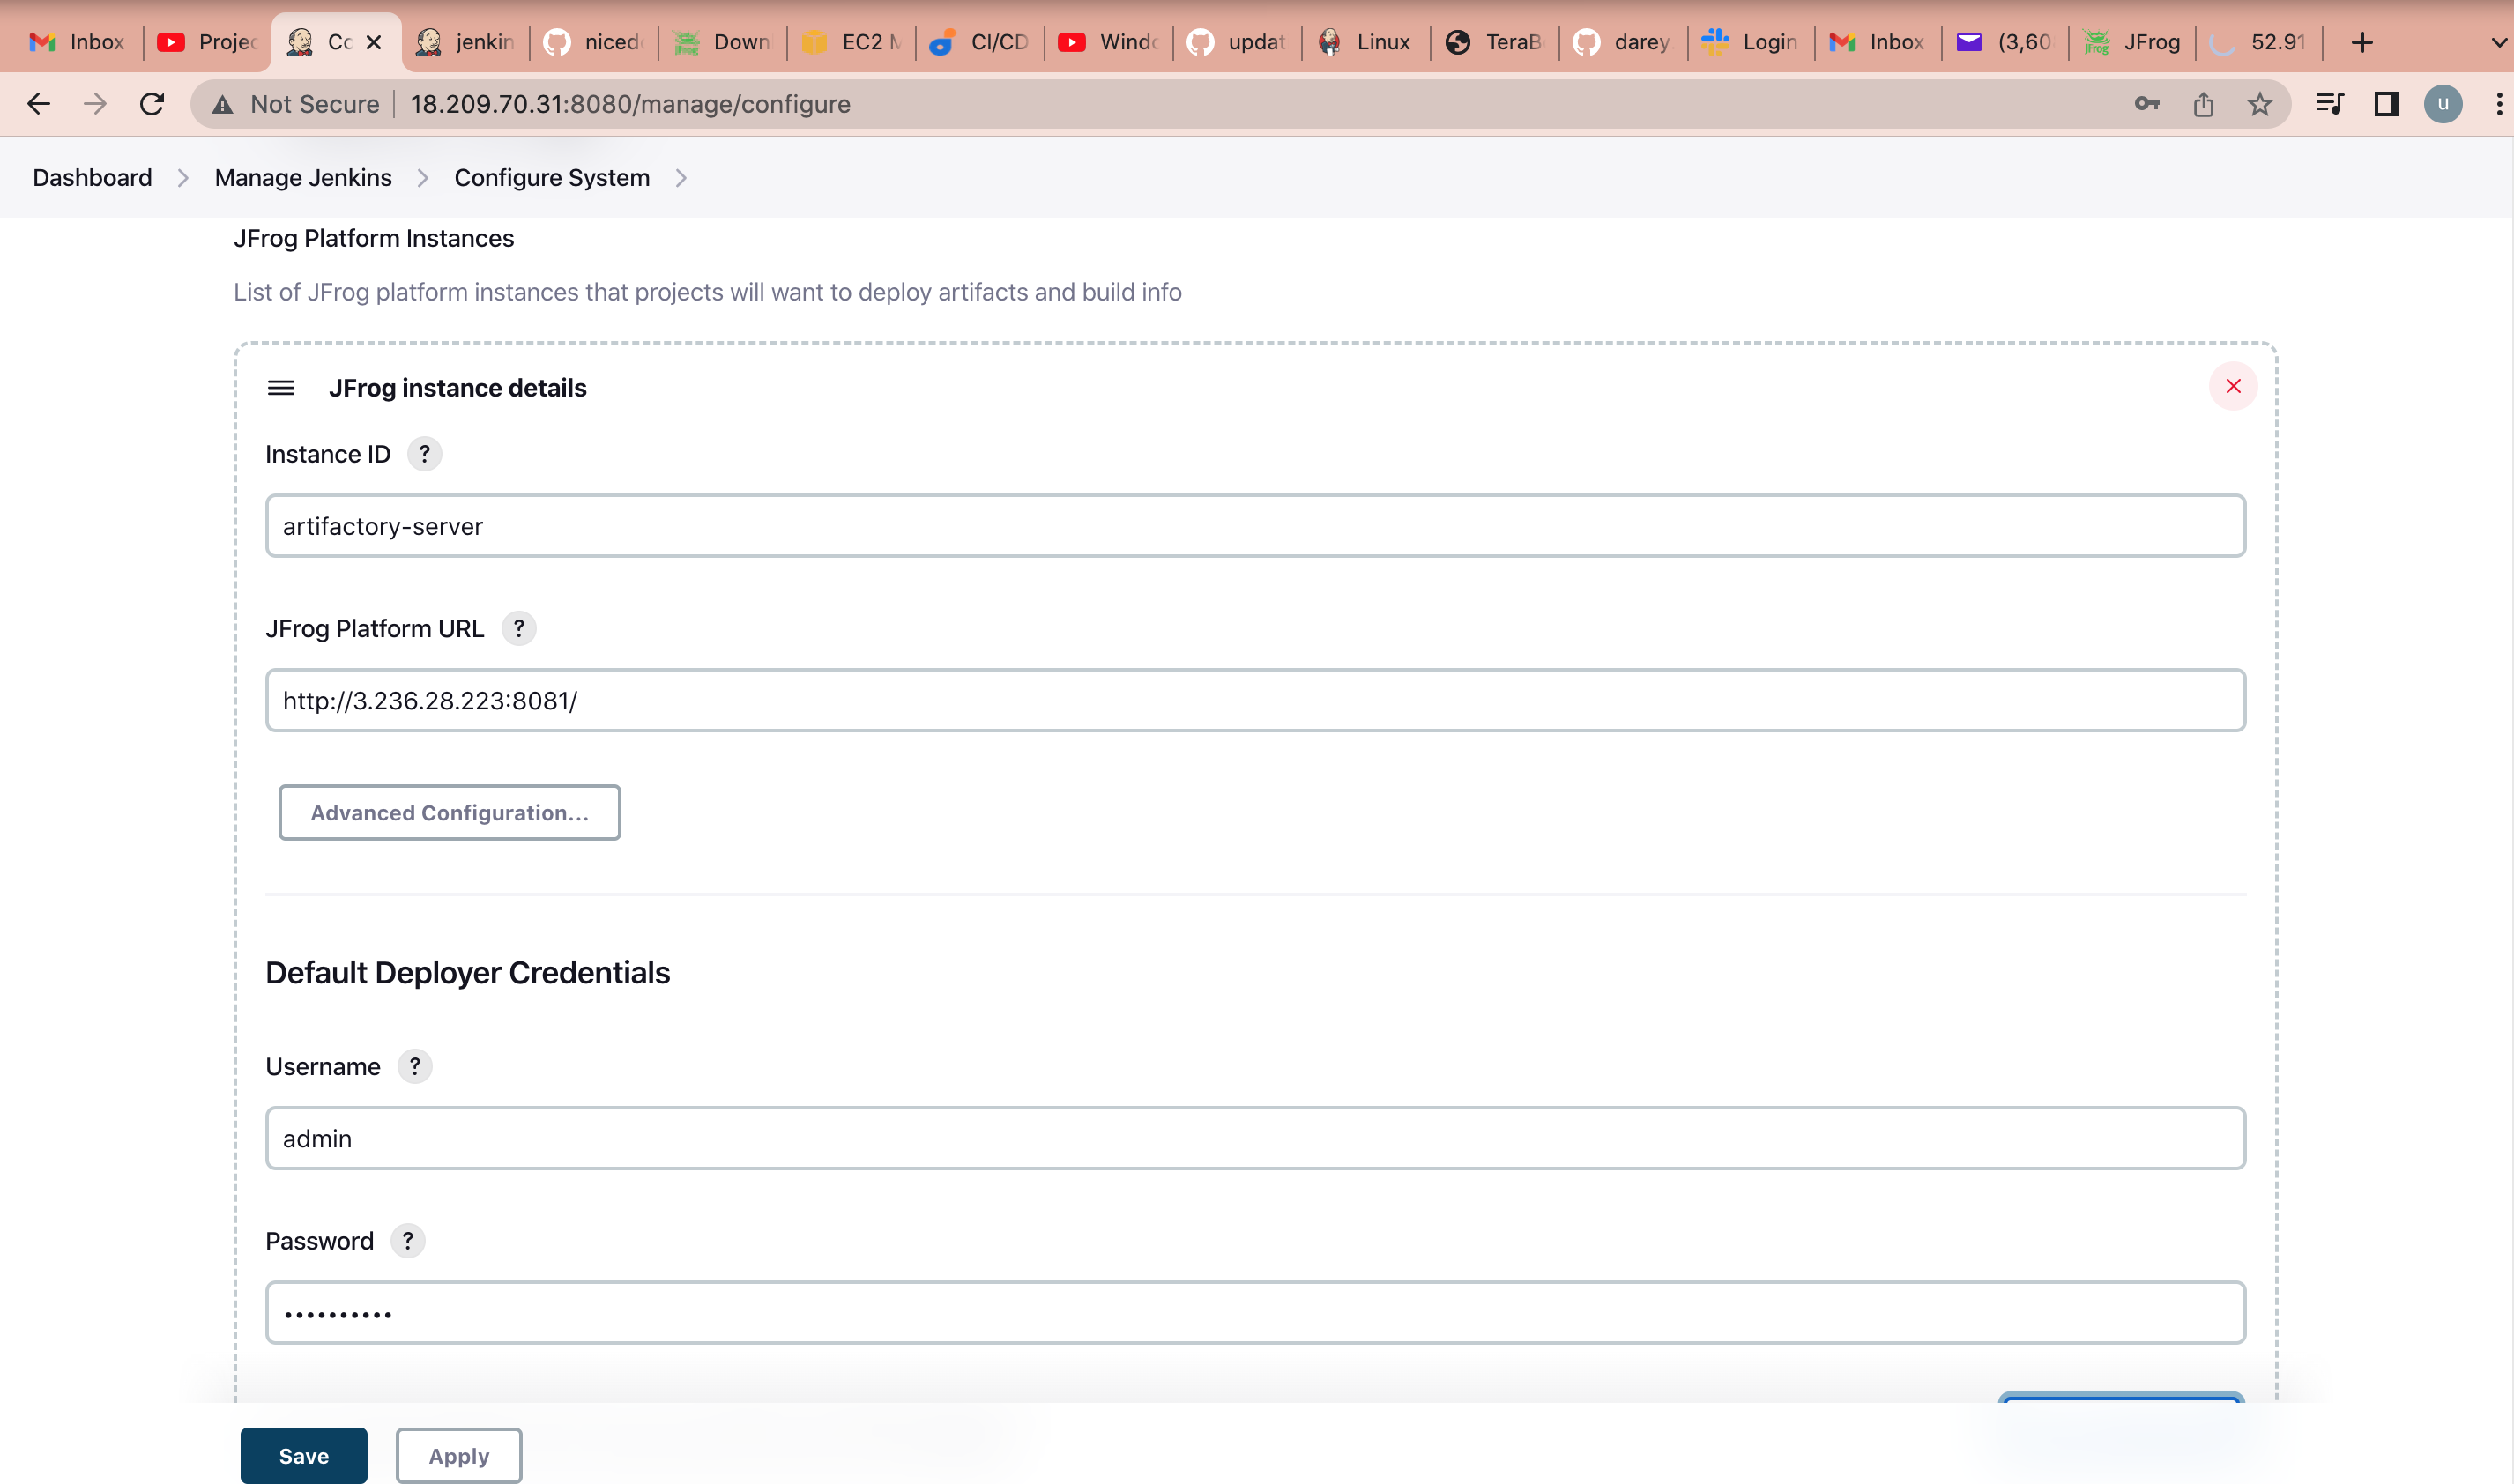 Inbox Projec Co jenkin niced Down EC2 M CI/CD Windo updat Linux TeraB darey Login Inbox (3,60 JFrog 52.91
Not Secure 18.209.70.31:8080/manage/configure u
Dashboard Manage Jenkins Configure System
JFrog Platform Instances
List of JFrog platform instances that projects will want to deploy artifacts and build info
JFrog instance details
Instance ID ?
artifactory-server
JFrog Platform URL ?
http://3.236.28.223:8081/
Advanced Configuration...
Default Deployer Credentials
Username ?
admin
Password ?
••••••••••
Save Apply